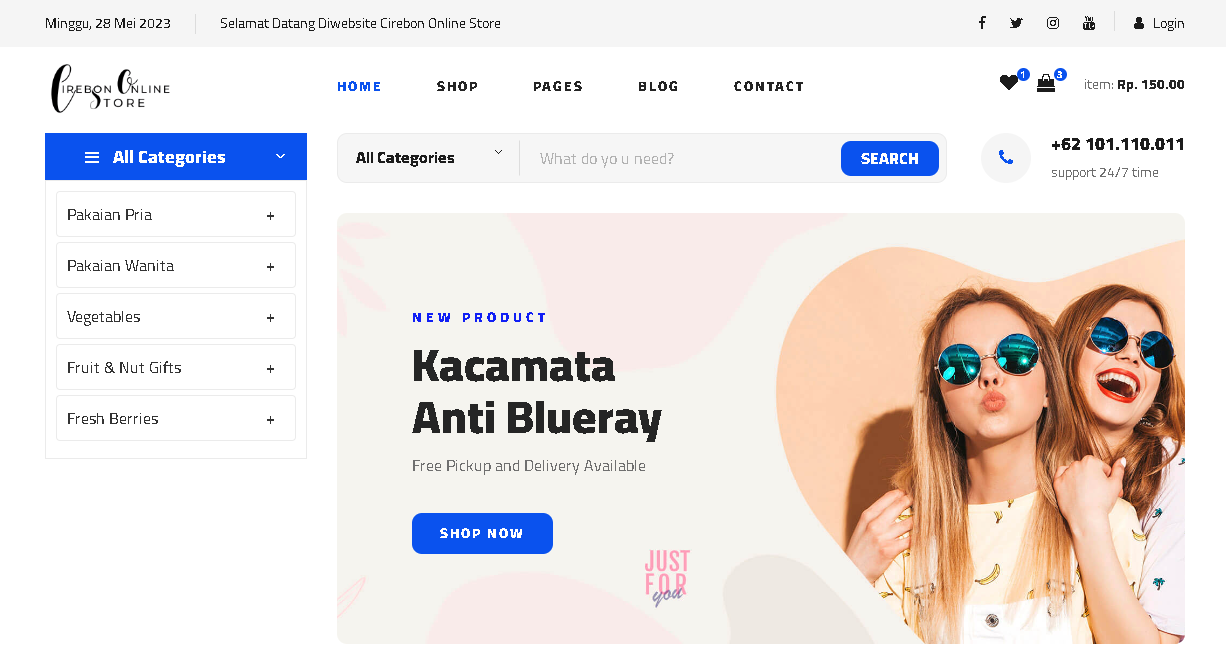 Minggu, 28 Mei 2023
Selamat Datang Diwebsite Cirebon Online Store
Login
CIREBON ONLINE
STORE
HOME
SHOP
PAGES
BLOG
CONTACT
1
3
item: Rp. 150.00
All Categories
All Categories
What do yo u need?
SEARCH
+62 101.110.011
support 24/7 time
Pakaian Pria +
Pakaian Wanita +
Vegetables +
Fruit & Nut Gifts +
Fresh Berries +
NEW PRODUCT
Kacamata
Anti Blueray
Free Pickup and Delivery Available
SHOP NOW
JUST
FOR
you